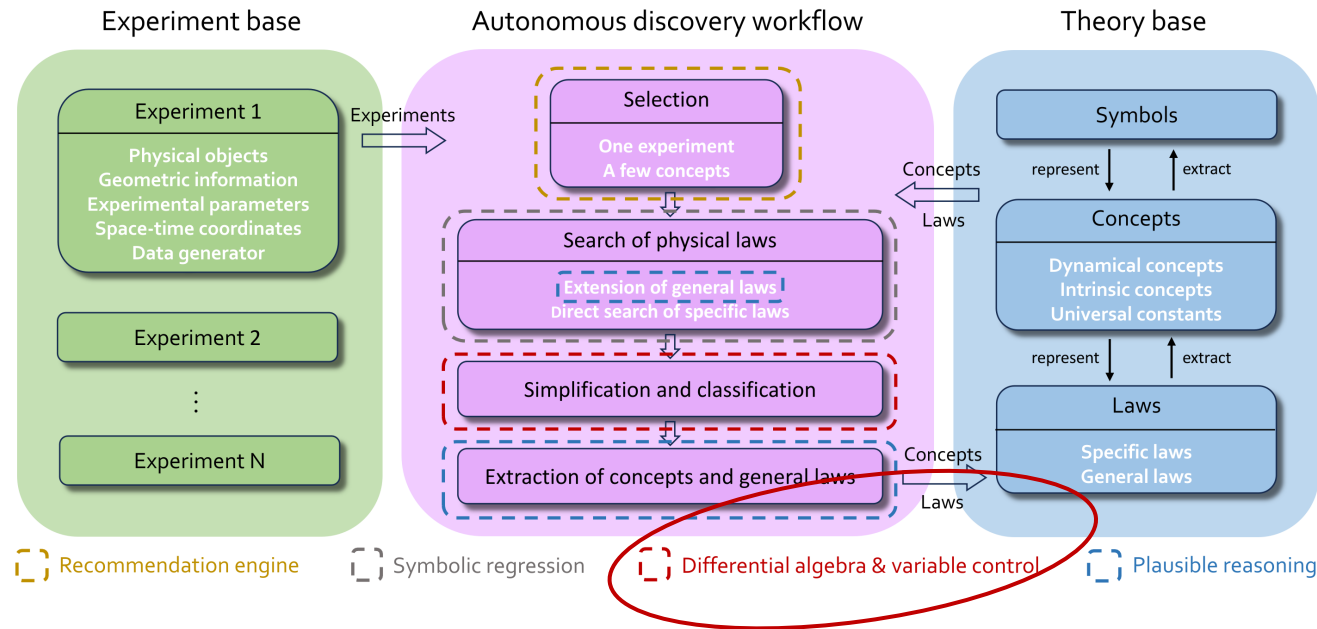 Experiment base
Autonomous discovery workflow
Theory base
Experiment 1
Physical objects
Geometric information
Experimental parameters
Space-time coordinates
Data generator
Experiment 2
⋮
Experiment N
Experiments
Selection
One experiment
A few concepts
Search of physical laws
Extension of general laws
Direct search of specific laws
Simplification and classification
Extraction of concepts and general laws
Concepts
Laws
Concepts
Laws
Symbols
represent
extract
Concepts
Dynamical concepts
Intrinsic concepts
Universal constants
represent
extract
Laws
Specific laws
General laws
Recommendation engine
Symbolic regression
Differential algebra & variable control
Plausible reasoning